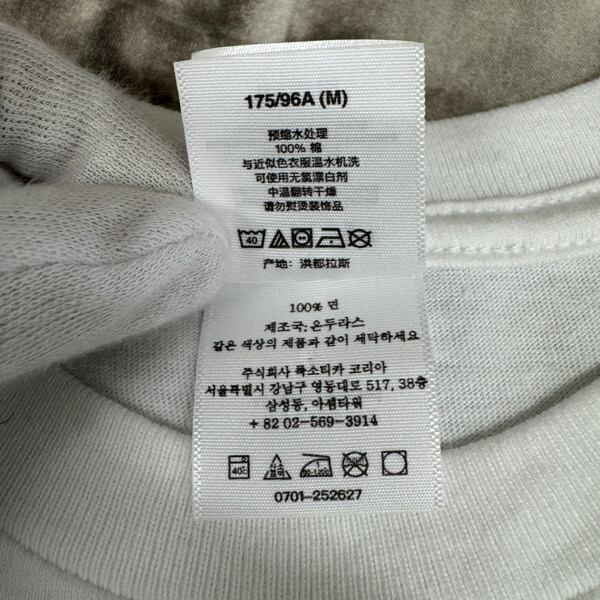 175/96A (M)
预缩水处理
100% 棉
与近似色衣服温水机洗
可使用无氯漂白剂
中温翻转干燥
请勿熨烫装饰品
40
产地：洪都拉斯
100% 면
제조국: 온두라스
같은 색상의 제품과 같이 세탁하세요
주식회사 룩소티카 코리아
서울특별시 강남구 영동대로 517, 38층
삼성동, 아셈타워
+ 82 02-569-3914
40℃
0701-252627